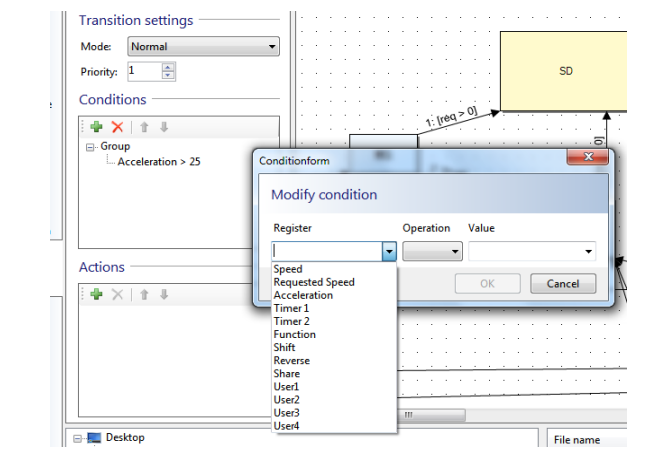 Transition settings
Mode: Normal
Priority: 1
Conditions
Group
Acceleration > 25
Actions
SD
1: [req > 0]
0]
Conditionform
Modify condition
Register Operation Value
Speed
Requested Speed
Acceleration
Timer 1
Timer 2
Function
Shift
Reverse
Share
User1
User2
User3
User4
OK Cancel
Desktop
File name